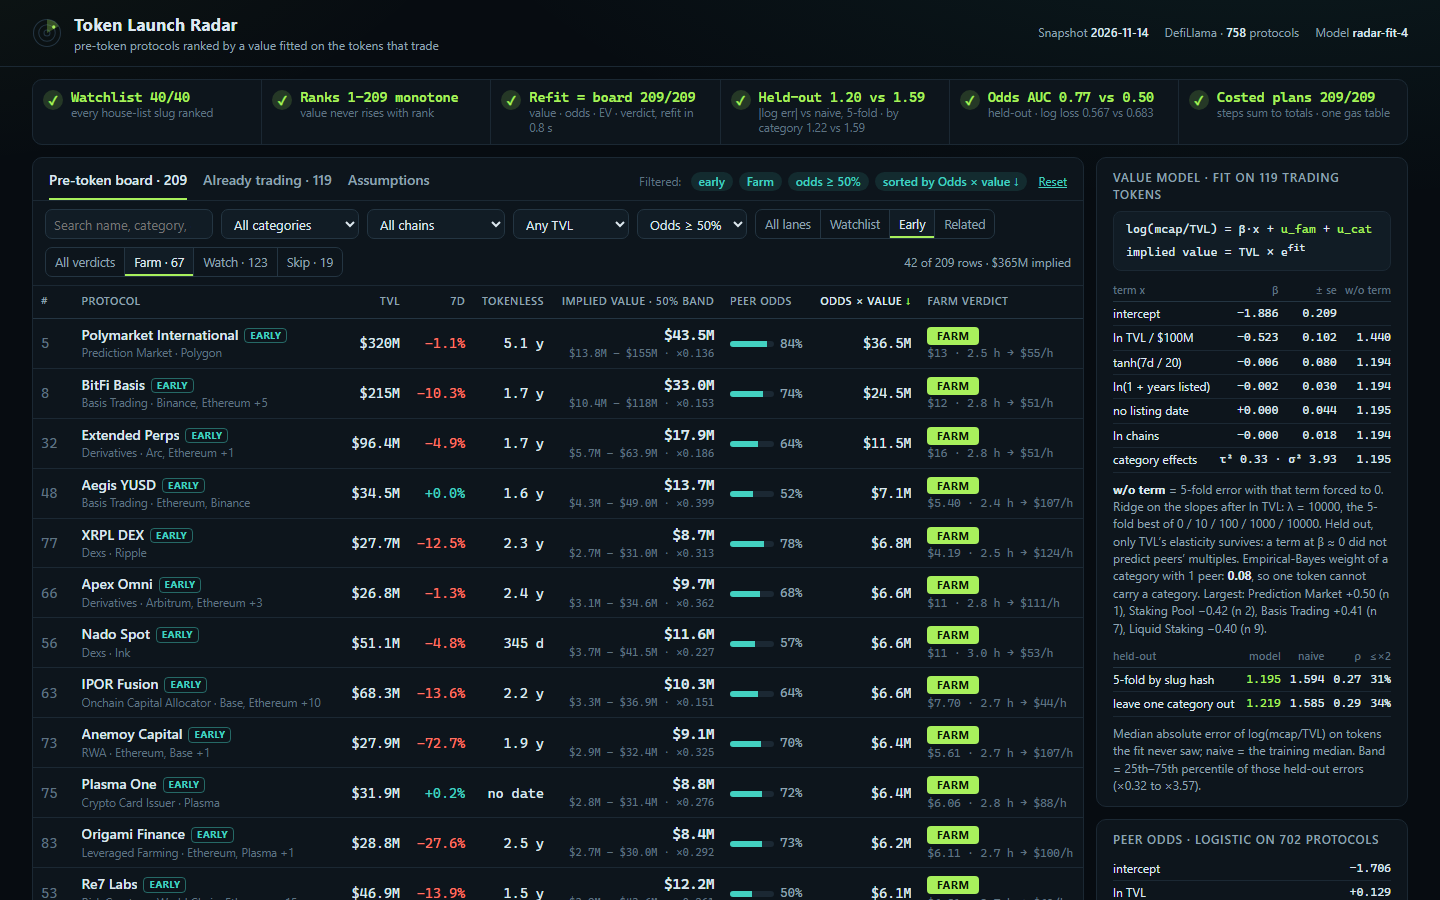 Token Launch Radar
pre-token protocols ranked by a value fitted on the tokens that trade
Snapshot 2026-11-14 DefiLlama · 758 protocols Model radar-fit-4
Watchlist 40/40
every house-list slug ranked
Ranks 1–209 monotone
value never rises with rank
Refit = board 209/209
value · odds · EV · verdict, refit in
0.8 s
Held-out 1.20 vs 1.59
|log err| vs naive, 5-fold · by
category 1.22 vs 1.59
Odds AUC 0.77 vs 0.50
held-out · log loss 0.567 vs 0.683
Costed plans 209/209
steps sum to totals · one gas table
Pre-token board · 209 Already trading · 119 Assumptions
Filtered: early Farm odds ≥ 50% sorted by Odds × value ↓ Reset
Search name, category, All categories All chains Any TVL Odds ≥ 50% All lanes Watchlist Early Related
All verdicts Farm · 67 Watch · 123 Skip · 19
42 of 209 rows · $365M implied
# PROTOCOL TVL 7D TOKENLESS IMPLIED VALUE · 50% BAND PEER ODDS ODDS × VALUE ↓ FARM VERDICT
5 Polymarket International EARLY $320M −1.1% 5.1 y $43.5M 84% $36.5M FARM
Prediction Market · Polygon $13.8M – $155M · ×0.136 $13 · 2.5 h → $55/h
8 BitFi Basis EARLY $215M −10.3% 1.7 y $33.0M 74% $24.5M FARM
Basis Trading · Binance, Ethereum +5 $10.4M – $118M · ×0.153 $12 · 2.8 h → $61/h
32 Extended Perps EARLY $96.4M −4.9% 1.7 y $17.9M 64% $11.5M FARM
Derivatives · Arc, Ethereum +1 $5.7M – $63.9M · ×0.186 $16 · 2.8 h → $51/h
48 Aegis YUSD EARLY $34.5M +0.0% 1.6 y $13.7M 52% $7.1M FARM
Basis Trading · Ethereum, Binance $4.3M – $49.0M · ×0.399 $5.40 · 2.4 h → $107/h
77 XRPL DEX EARLY $27.7M −12.5% 2.3 y $8.7M 78% $6.8M FARM
Dexs · Ripple $2.7M – $31.0M · ×0.313 $4.19 · 2.5 h → $124/h
66 Apex Omni EARLY $26.8M −1.3% 2.4 y $9.7M 68% $6.6M FARM
Derivatives · Arbitrum, Ethereum +3 $3.1M – $34.6M · ×0.362 $11 · 2.8 h → $111/h
56 Nado Spot EARLY $51.1M −4.8% 345 d $11.6M 57% $6.6M FARM
Dexs · Ink $3.7M – $41.5M · ×0.227 $11 · 3.0 h → $53/h
63 IPOR Fusion EARLY $68.3M −13.6% 2.2 y $10.3M 64% $6.6M FARM
Onchain Capital Allocator · Base, Ethereum +10 $3.3M – $36.9M · ×0.151 $7.70 · 2.7 h → $44/h
73 Anemoy Capital EARLY $27.9M −72.7% 1.9 y $9.1M 70% $6.4M FARM
RWA · Ethereum, Base +1 $2.9M – $32.4M · ×0.325 $5.61 · 2.7 h → $107/h
75 Plasma One EARLY $31.9M +0.2% no date $8.8M 72% $6.4M FARM
Crypto Card Issuer · Plasma $2.8M – $31.4M · ×0.276 $6.06 · 2.8 h → $88/h
83 Origami Finance EARLY $28.8M −27.6% 2.5 y $8.4M 73% $6.2M FARM
Leveraged Farming · Ethereum, Plasma +1 $2.7M – $30.0M · ×0.292 $6.11 · 2.7 h → $100/h
53 Re7 Labs EARLY $46.9M −13.9% 1.5 y $12.2M 50% $6.1M FARM
VALUE MODEL · FIT ON 119 TRADING
TOKENS
log(mcap/TVL) = β·x + u_fam + u_cat
implied value = TVL × e^fit
term x β ± se w/o term
intercept −1.886 0.209
ln TVL / $100M −0.523 0.102 1.440
tanh(7d / 20) −0.006 0.080 1.194
ln(1 + years listed) −0.002 0.030 1.194
no listing date +0.000 0.044 1.195
ln chains −0.000 0.018 1.194
category effects τ² 0.33 · σ² 3.93 1.195
w/o term = 5-fold error with that term forced to 0.
Ridge on the slopes after ln TVL: λ = 10000, the 5-
fold best of 0 / 10 / 100 / 1000 / 10000. Held out,
only TVL's elasticity survives: a term at β ≈ 0 did not
predict peers' multiples. Empirical-Bayes weight of a
category with 1 peer: 0.08, so one token cannot
carry a category. Largest: Prediction Market +0.50 (n
1), Staking Pool −0.42 (n 2), Basis Trading +0.41 (n
7), Liquid Staking −0.40 (n 9).
held-out model naive ρ ≤×2
5-fold by slug hash 1.195 1.594 0.27 31%
leave one category out 1.219 1.585 0.29 34%
Median absolute error of log(mcap/TVL) on tokens
the fit never saw; naive = the training median. Band
= 25th–75th percentile of those held-out errors
(×0.32 to ×3.57).
PEER ODDS · LOGISTIC ON 702 PROTOCOLS
intercept −1.706
ln TVL +0.129